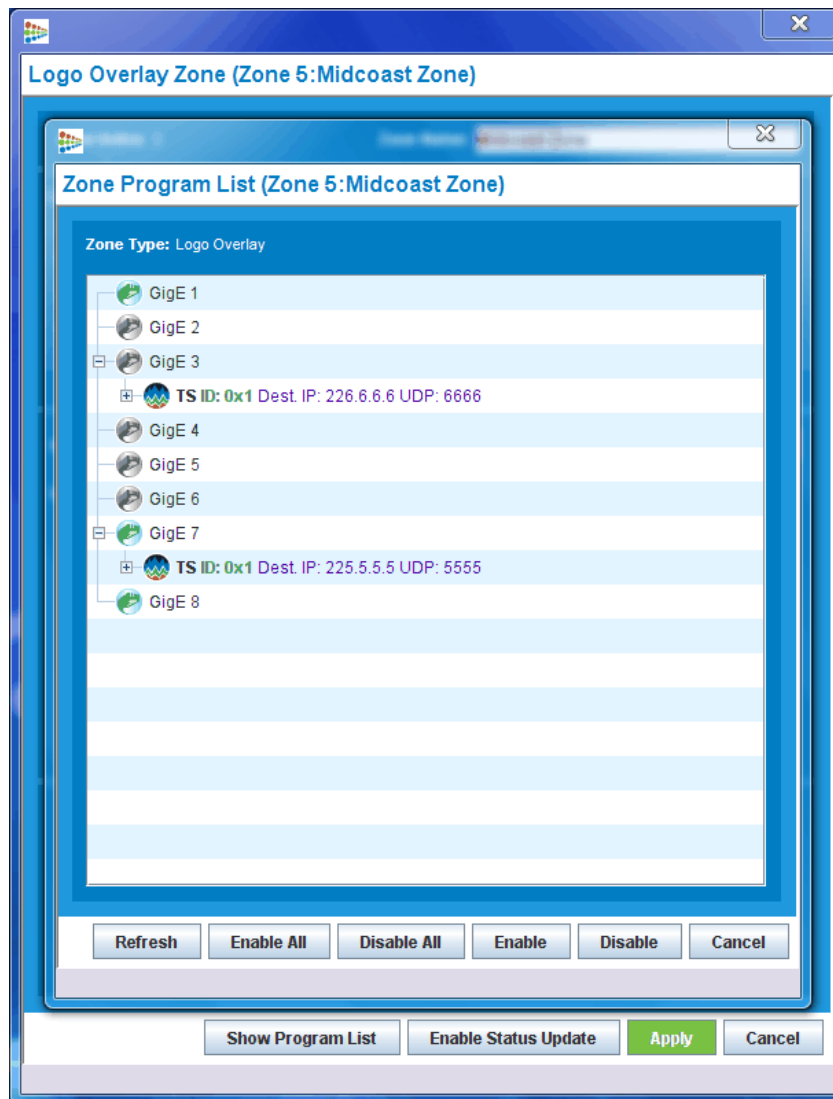 Logo Overlay Zone (Zone 5:Midcoast Zone)
Zone Program List (Zone 5:Midcoast Zone)
Zone Type: Logo Overlay
GigE 1
GigE 2
GigE 3
TS ID: 0x1 Dest. IP: 226.6.6.6 UDP: 6666
GigE 4
GigE 5
GigE 6
GigE 7
TS ID: 0x1 Dest. IP: 225.5.5.5 UDP: 5555
GigE 8
Refresh Enable All Disable All Enable Disable Cancel
Show Program List Enable Status Update Apply Cancel